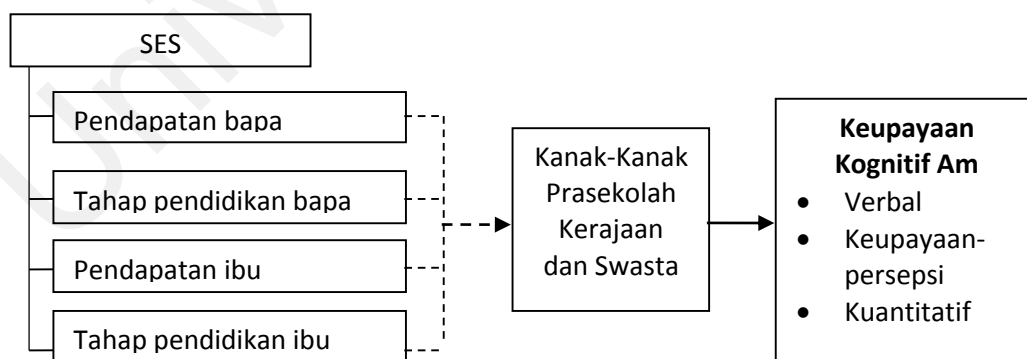 SES
Pendapatan bapa
Tahap pendidikan bapa
Pendapatan ibu
Tahap pendidikan ibu
Kanak-Kanak
Prasekolah
Kerajaan
dan Swasta
Keupayaan
Kognitif Am
• Verbal
• Keupayaan-
persepsi
• Kuantitatif